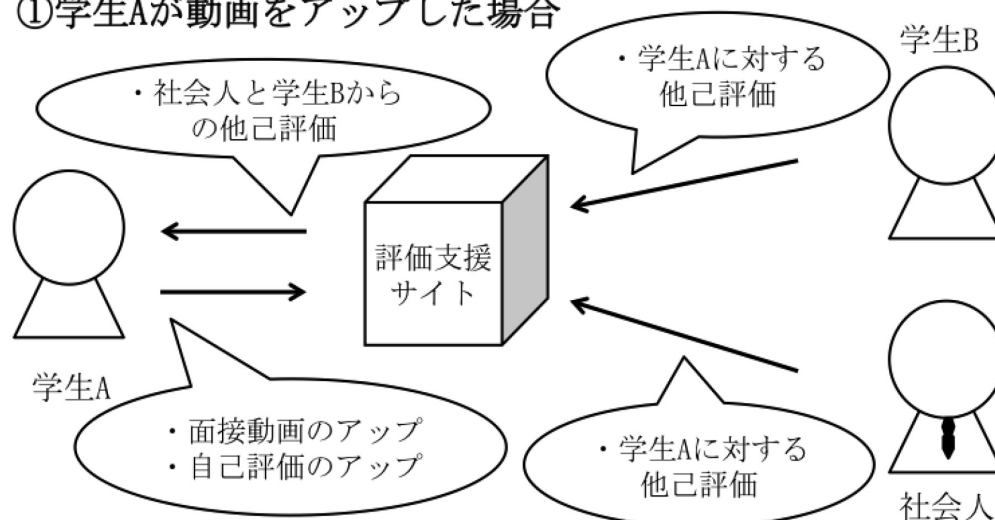 ①学生Aが動画をアップした場合
学生B
・学生Aに対する
他己評価
・社会人と学生Bから
の他己評価
評価支援
サイト
学生A
・面接動画のアップ
・自己評価のアップ
・学生Aに対する
他己評価
社会人